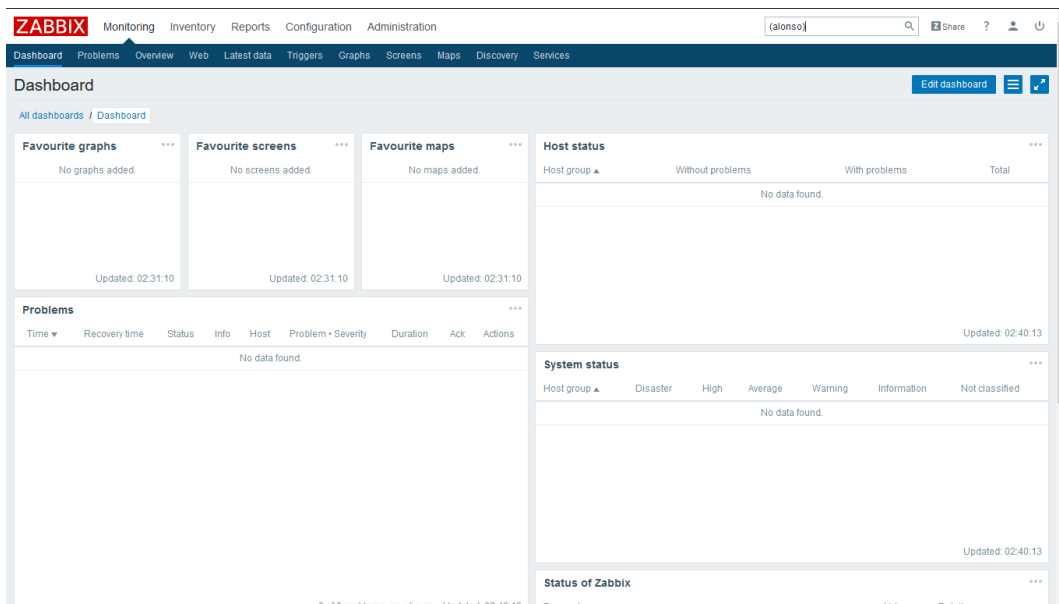 ZABBIX Monitoring Inventory Reports Configuration Administration (alonso) Z Share ?
Dashboard Problems Overview Web Latest data Triggers Graphs Screens Maps Discovery Services
Dashboard Edit dashboard
All dashboards / Dashboard
Favourite graphs
No graphs added.
Updated: 02:31:10
Favourite screens
No screens added.
Updated: 02:31:10
Favourite maps
No maps added.
Updated: 02:31:10
Host status
Host group ▲ Without problems With problems Total
No data found.
Updated: 02:40:13
Problems
Time ▼ Recovery time Status Info Host Problem • Severity Duration Ack Actions
No data found.
System status
Host group ▲ Disaster High Average Warning Information Not classified
No data found.
Updated: 02:40:13
Status of Zabbix